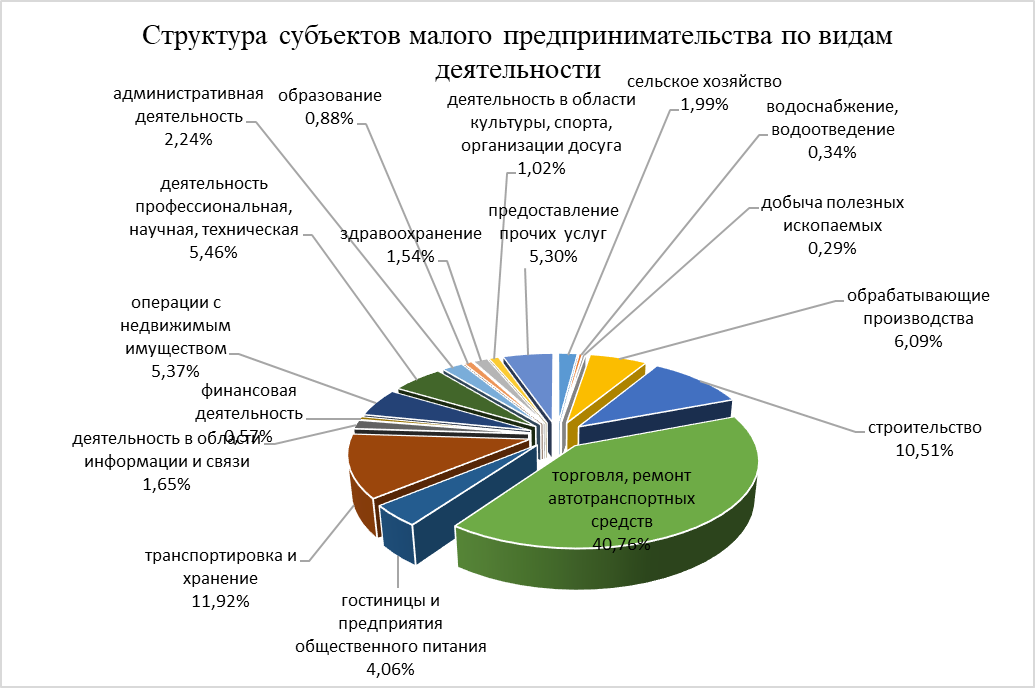 Структура субъектов малого предпринимательства по видам
деятельности
сельское хозяйство
1,99%
водоснабжение,
водоотведение
0,34%
добыча полезных
ископаемых
0,29%
обрабатывающие
производства
6,09%
строительство
10,51%
торговля, ремонт
автотранспортных
средств
40,76%
гостиницы и
предприятия
общественного питания
4,06%
транспортировка и
хранение
11,92%
деятельность в области
информации и связи
1,65%
финансовая
деятельность
0,57%
операции с
недвижимым
имуществом
5,37%
деятельность
профессиональная,
научная, техническая
5,46%
административная
деятельность
2,24%
образование
0,88%
здравоохранение
1,54%
деятельность в области
культуры, спорта,
организации досуга
1,02%
предоставление
прочих услуг
5,30%